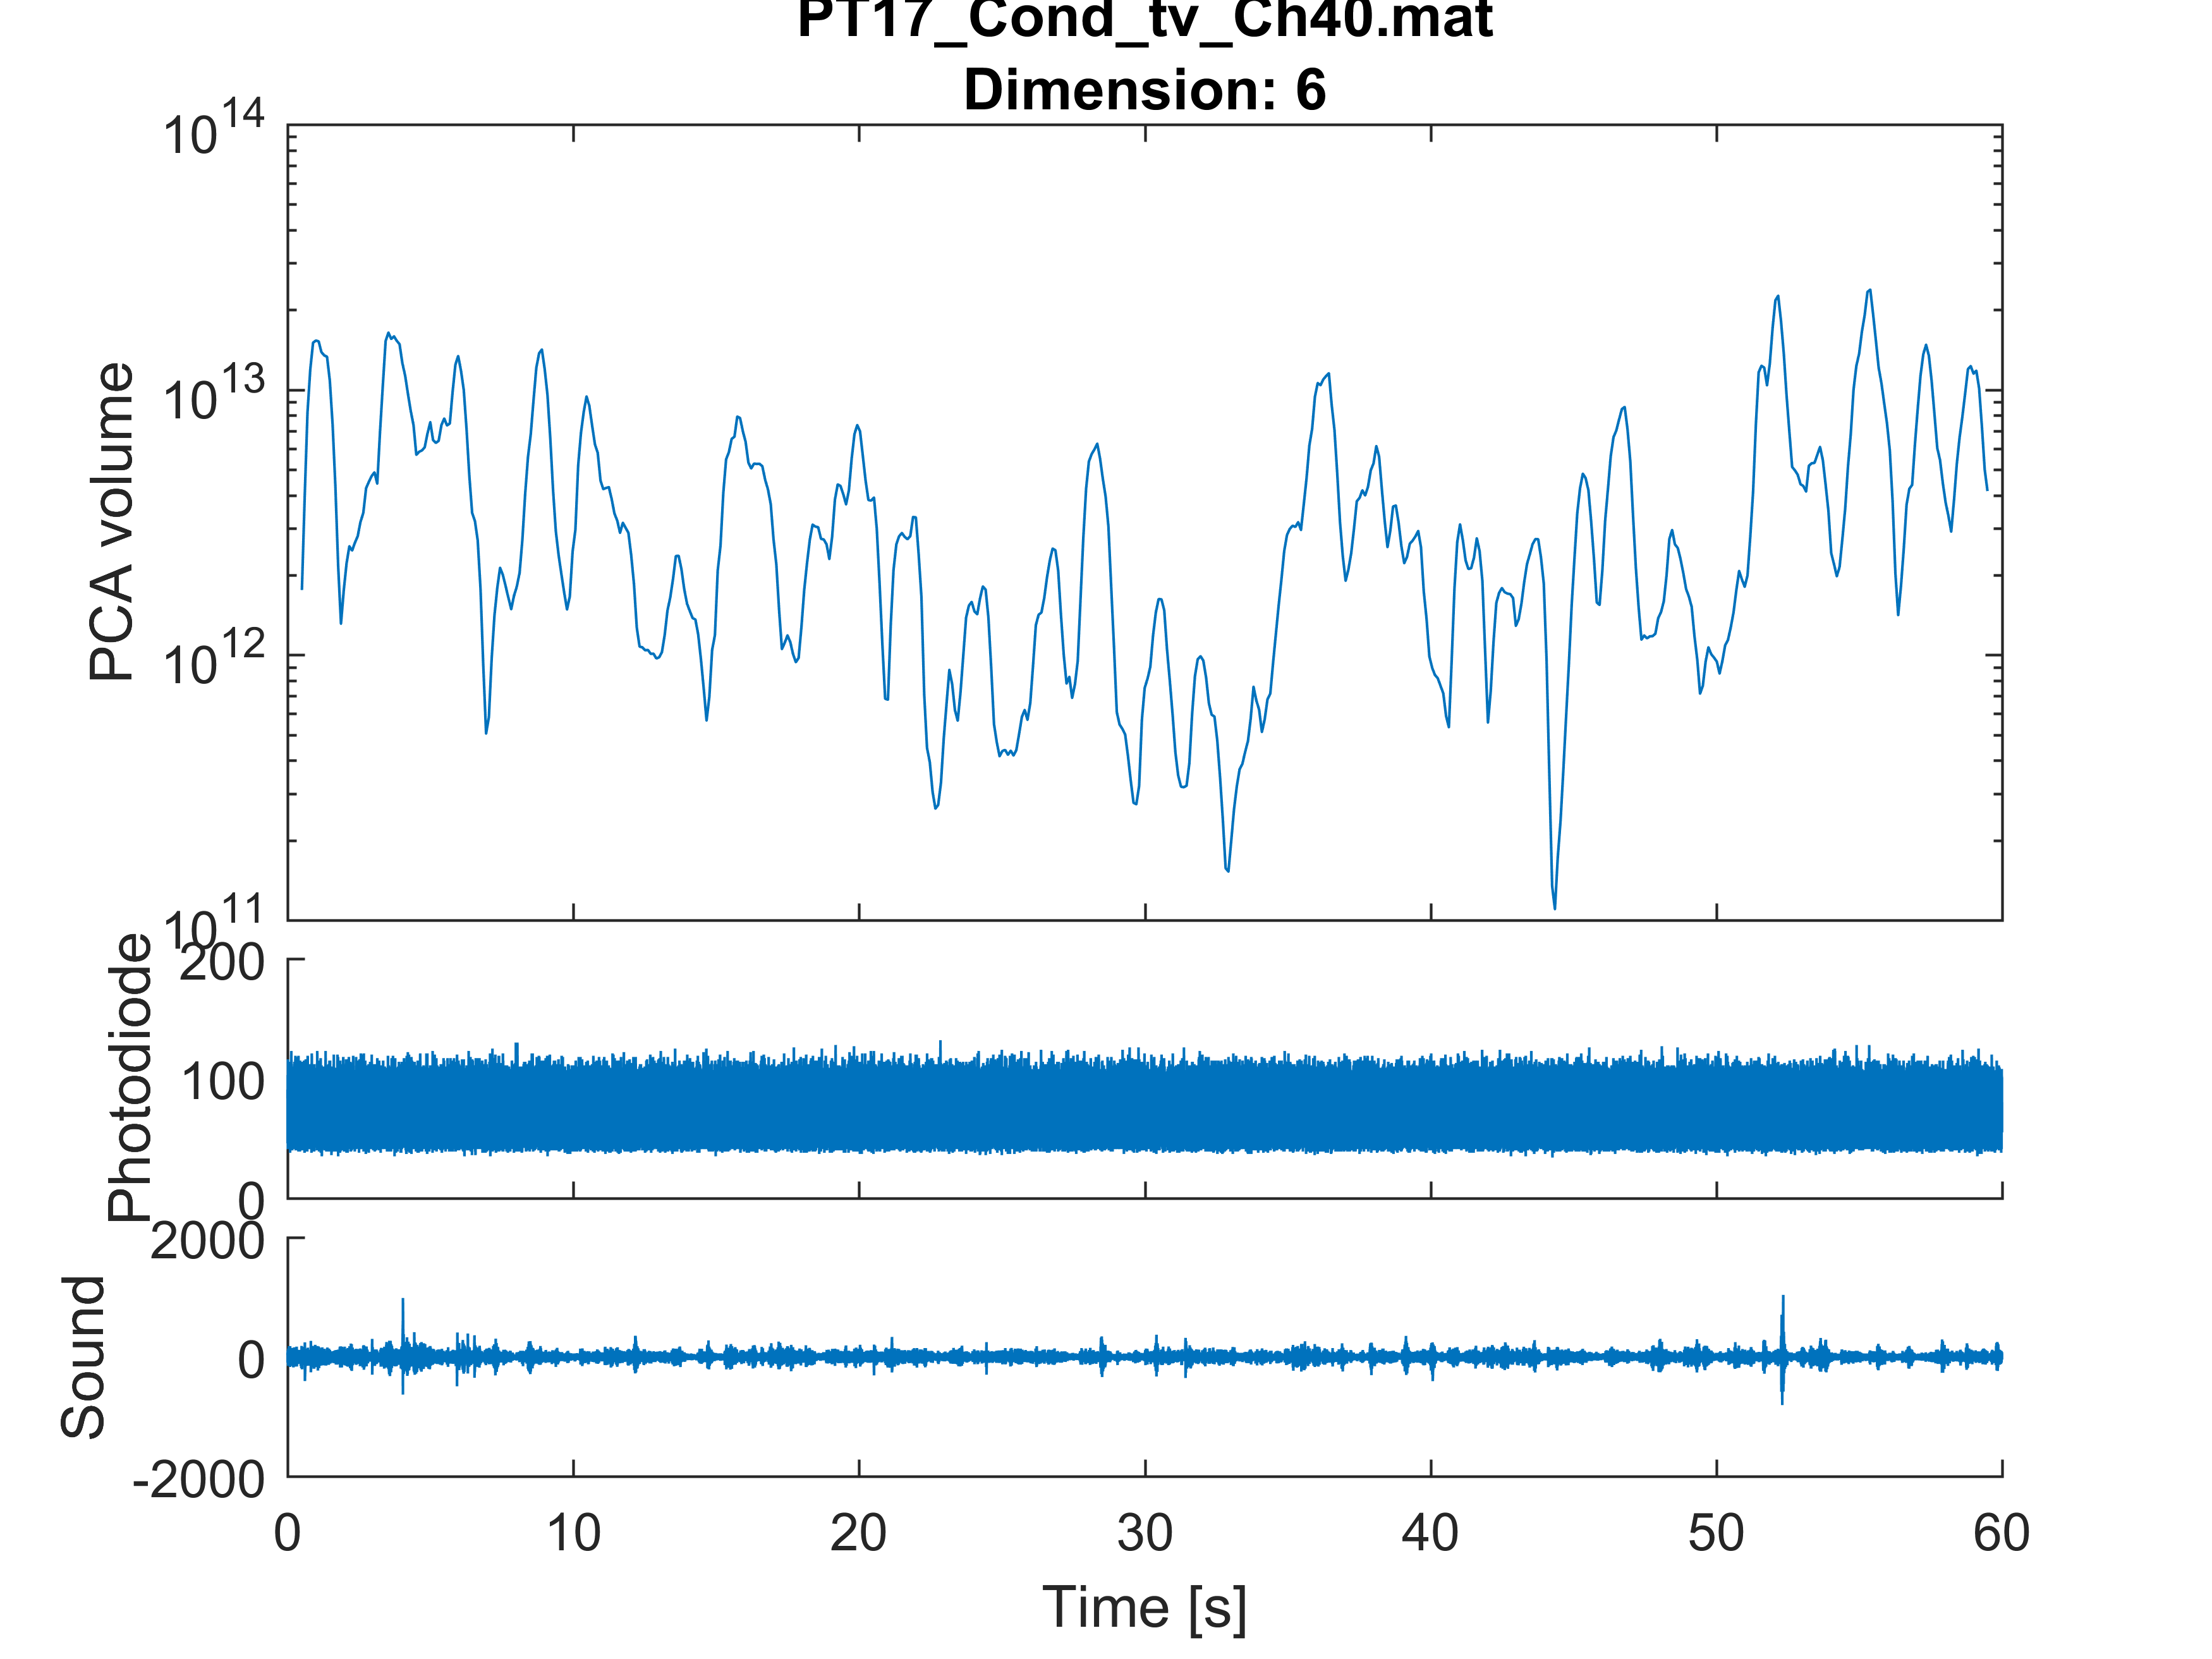 PT17_Cond_tv_Ch40.mat
Dimension: 6
10^14
10^13
10^12
10^11
PCA volume
200
100
0
Photodiode
2000
0
-2000
Sound
0 10 20 30 40 50 60
Time [s]